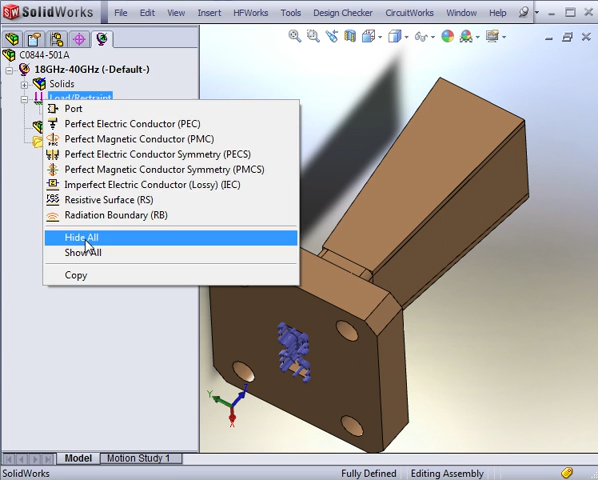 SW SolidWorks File Edit View Insert HFWorks Tools Design Checker CircuitWorks Window Help
C0844-501A
18GHz-40GHz (-Default-)
Solids
Load/Restraint
Port
Perfect Electric Conductor (PEC)
Perfect Magnetic Conductor (PMC)
Perfect Electric Conductor Symmetry (PECS)
Perfect Magnetic Conductor Symmetry (PMCS)
Imperfect Electric Conductor (Lossy) (IEC)
Resistive Surface (RS)
Radiation Boundary (RB)
Hide All
Show All
Copy
Y
X
Model Motion Study 1
SolidWorks Fully Defined Editing Assembly